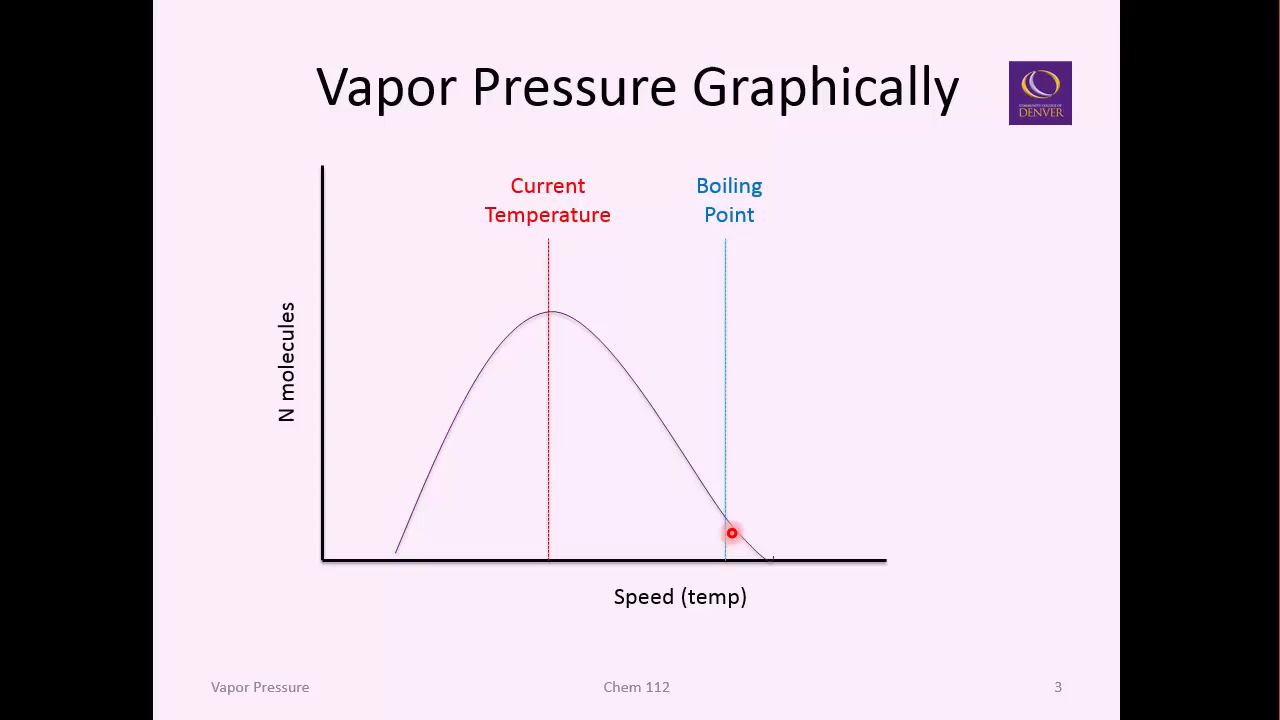 Vapor Pressure Graphically
COMMUNITY COLLEGE OF
DENVER
Current
Temperature
Boiling
Point
N molecules
Speed (temp)
Vapor Pressure
Chem 112
3